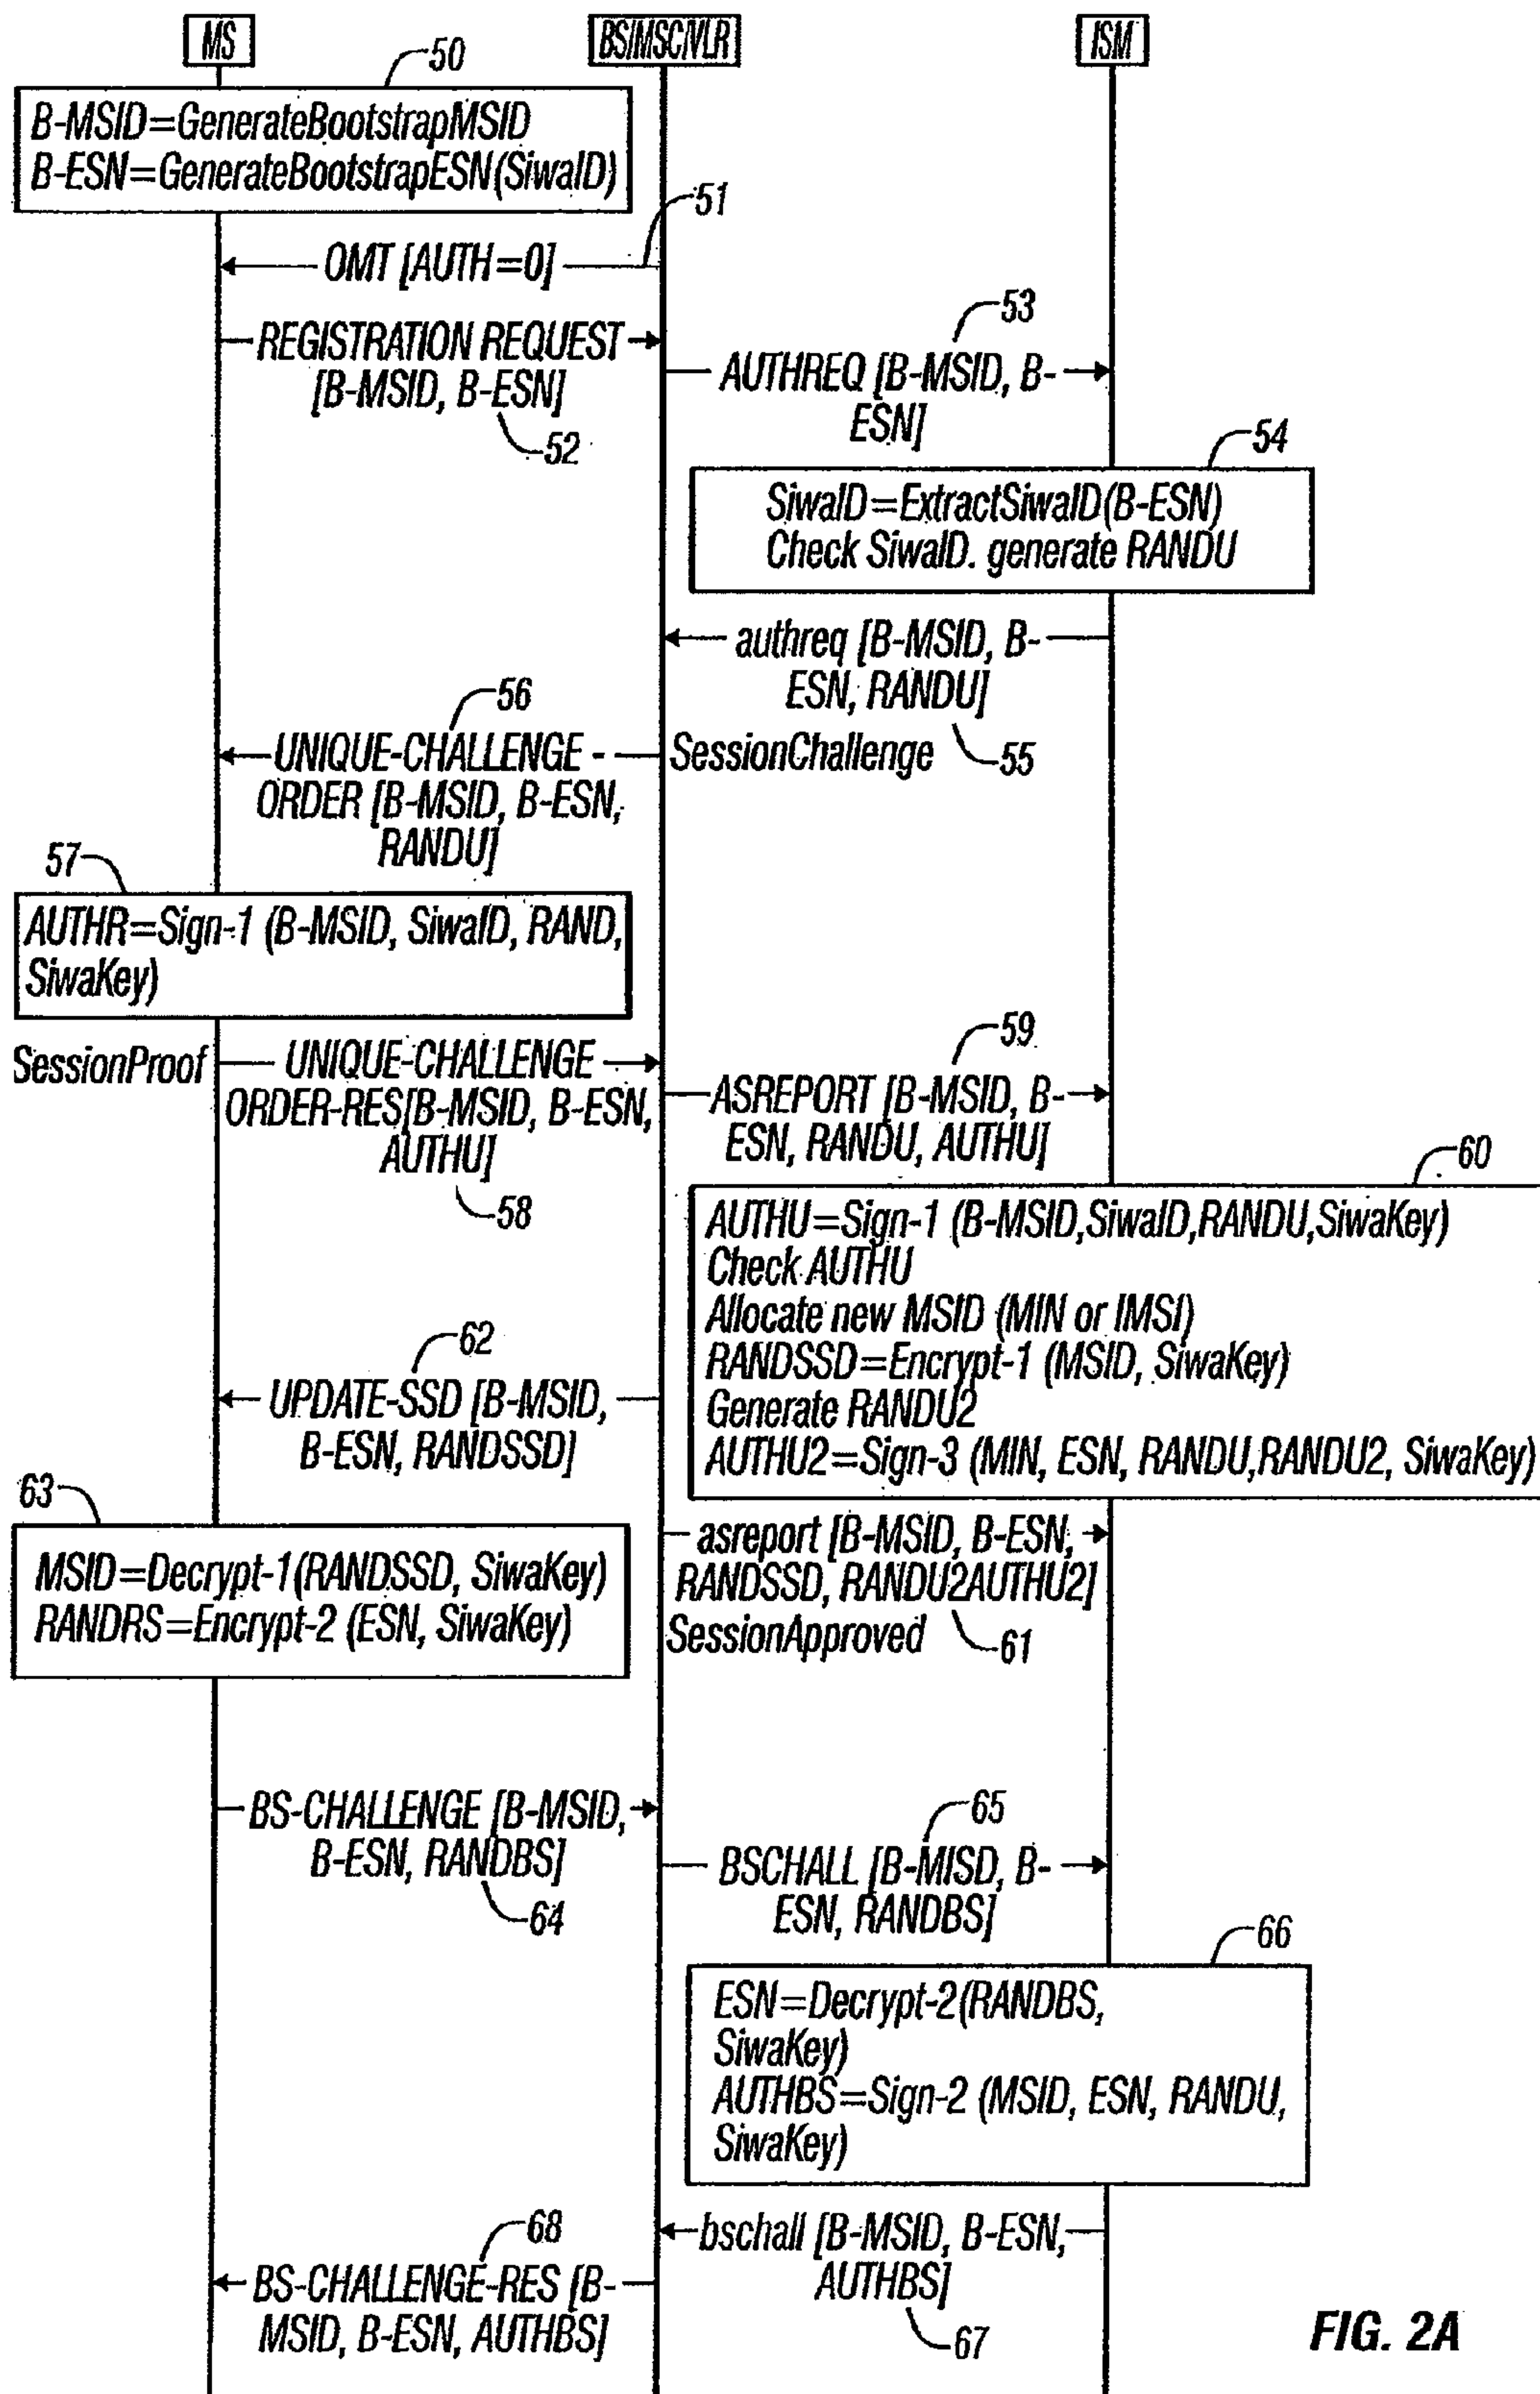 MS
BS/MSC/VLR
ISM
50
B-MSID=GenerateBootstrapMSID
B-ESN=GenerateBootstrapESN(SiwaID)
51
OMT [AUTH=0]
REGISTRATION REQUEST
[B-MSID, B-ESN]
52
53
AUTHREQ [B-MSID, B-
ESN]
54
SiwaID=ExtractSiwaID(B-ESN)
Check SiwaID. generate RANDU
authreq [B-MSID, B-
ESN, RANDU]
55
56
UNIQUE-CHALLENGE -
ORDER [B-MSID, B-ESN,
RANDU]
SessionChallenge
57
AUTHR=Sign-1 (B-MSID, SiwaID, RAND,
SiwaKey)
SessionProof
UNIQUE-CHALLENGE
ORDER-RES[B-MSID, B-ESN,
AUTHU]
58
59
ASREPORT [B-MSID, B-
ESN, RANDU, AUTHU]
60
AUTHU=Sign-1 (B-MSID,SiwaID,RANDU,SiwaKey)
Check AUTHU
Allocate new MSID (MIN or IMSI)
RANDSSD=Encrypt-1 (MSID, SiwaKey)
Generate RANDU2
AUTHU2=Sign-3 (MIN, ESN, RANDU,RANDU2, SiwaKey)
62
UPDATE-SSD [B-MSID,
B-ESN, RANDSSD]
63
MSID=Decrypt-1(RANDSSD, SiwaKey)
RANDRS=Encrypt-2 (ESN, SiwaKey)
asreport [B-MSID, B-ESN,
RANDSSD, RANDU2AUTHU2]
SessionApproved
61
BS-CHALLENGE [B-MSID,
B-ESN, RANDBS]
64
65
BSCHALL [B-MISD, B-
ESN, RANDBS]
66
ESN=Decrypt-2(RANDBS,
SiwaKey)
AUTHBS=Sign-2 (MSID, ESN, RANDU,
SiwaKey)
bschall [B-MSID, B-ESN,
AUTHBS]
67
68
BS-CHALLENGE-RES [B-
MSID, B-ESN, AUTHBS]
FIG. 2A